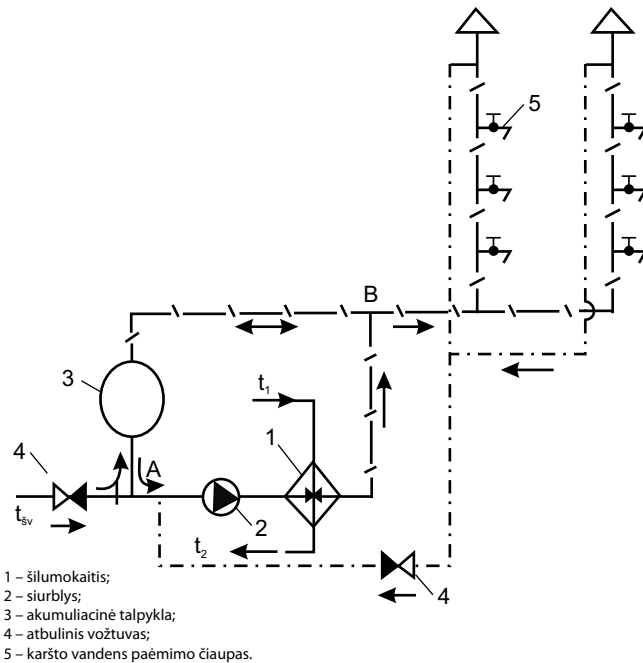 5
B
3
t₁
1
4
A
t_šv
2
t₂
4
1 – šilumokaitis;
2 – siurblys;
3 – akumuliacinė talpykla;
4 – atbulinis vožtuvas;
5 – karšto vandens paėmimo čiaupas.